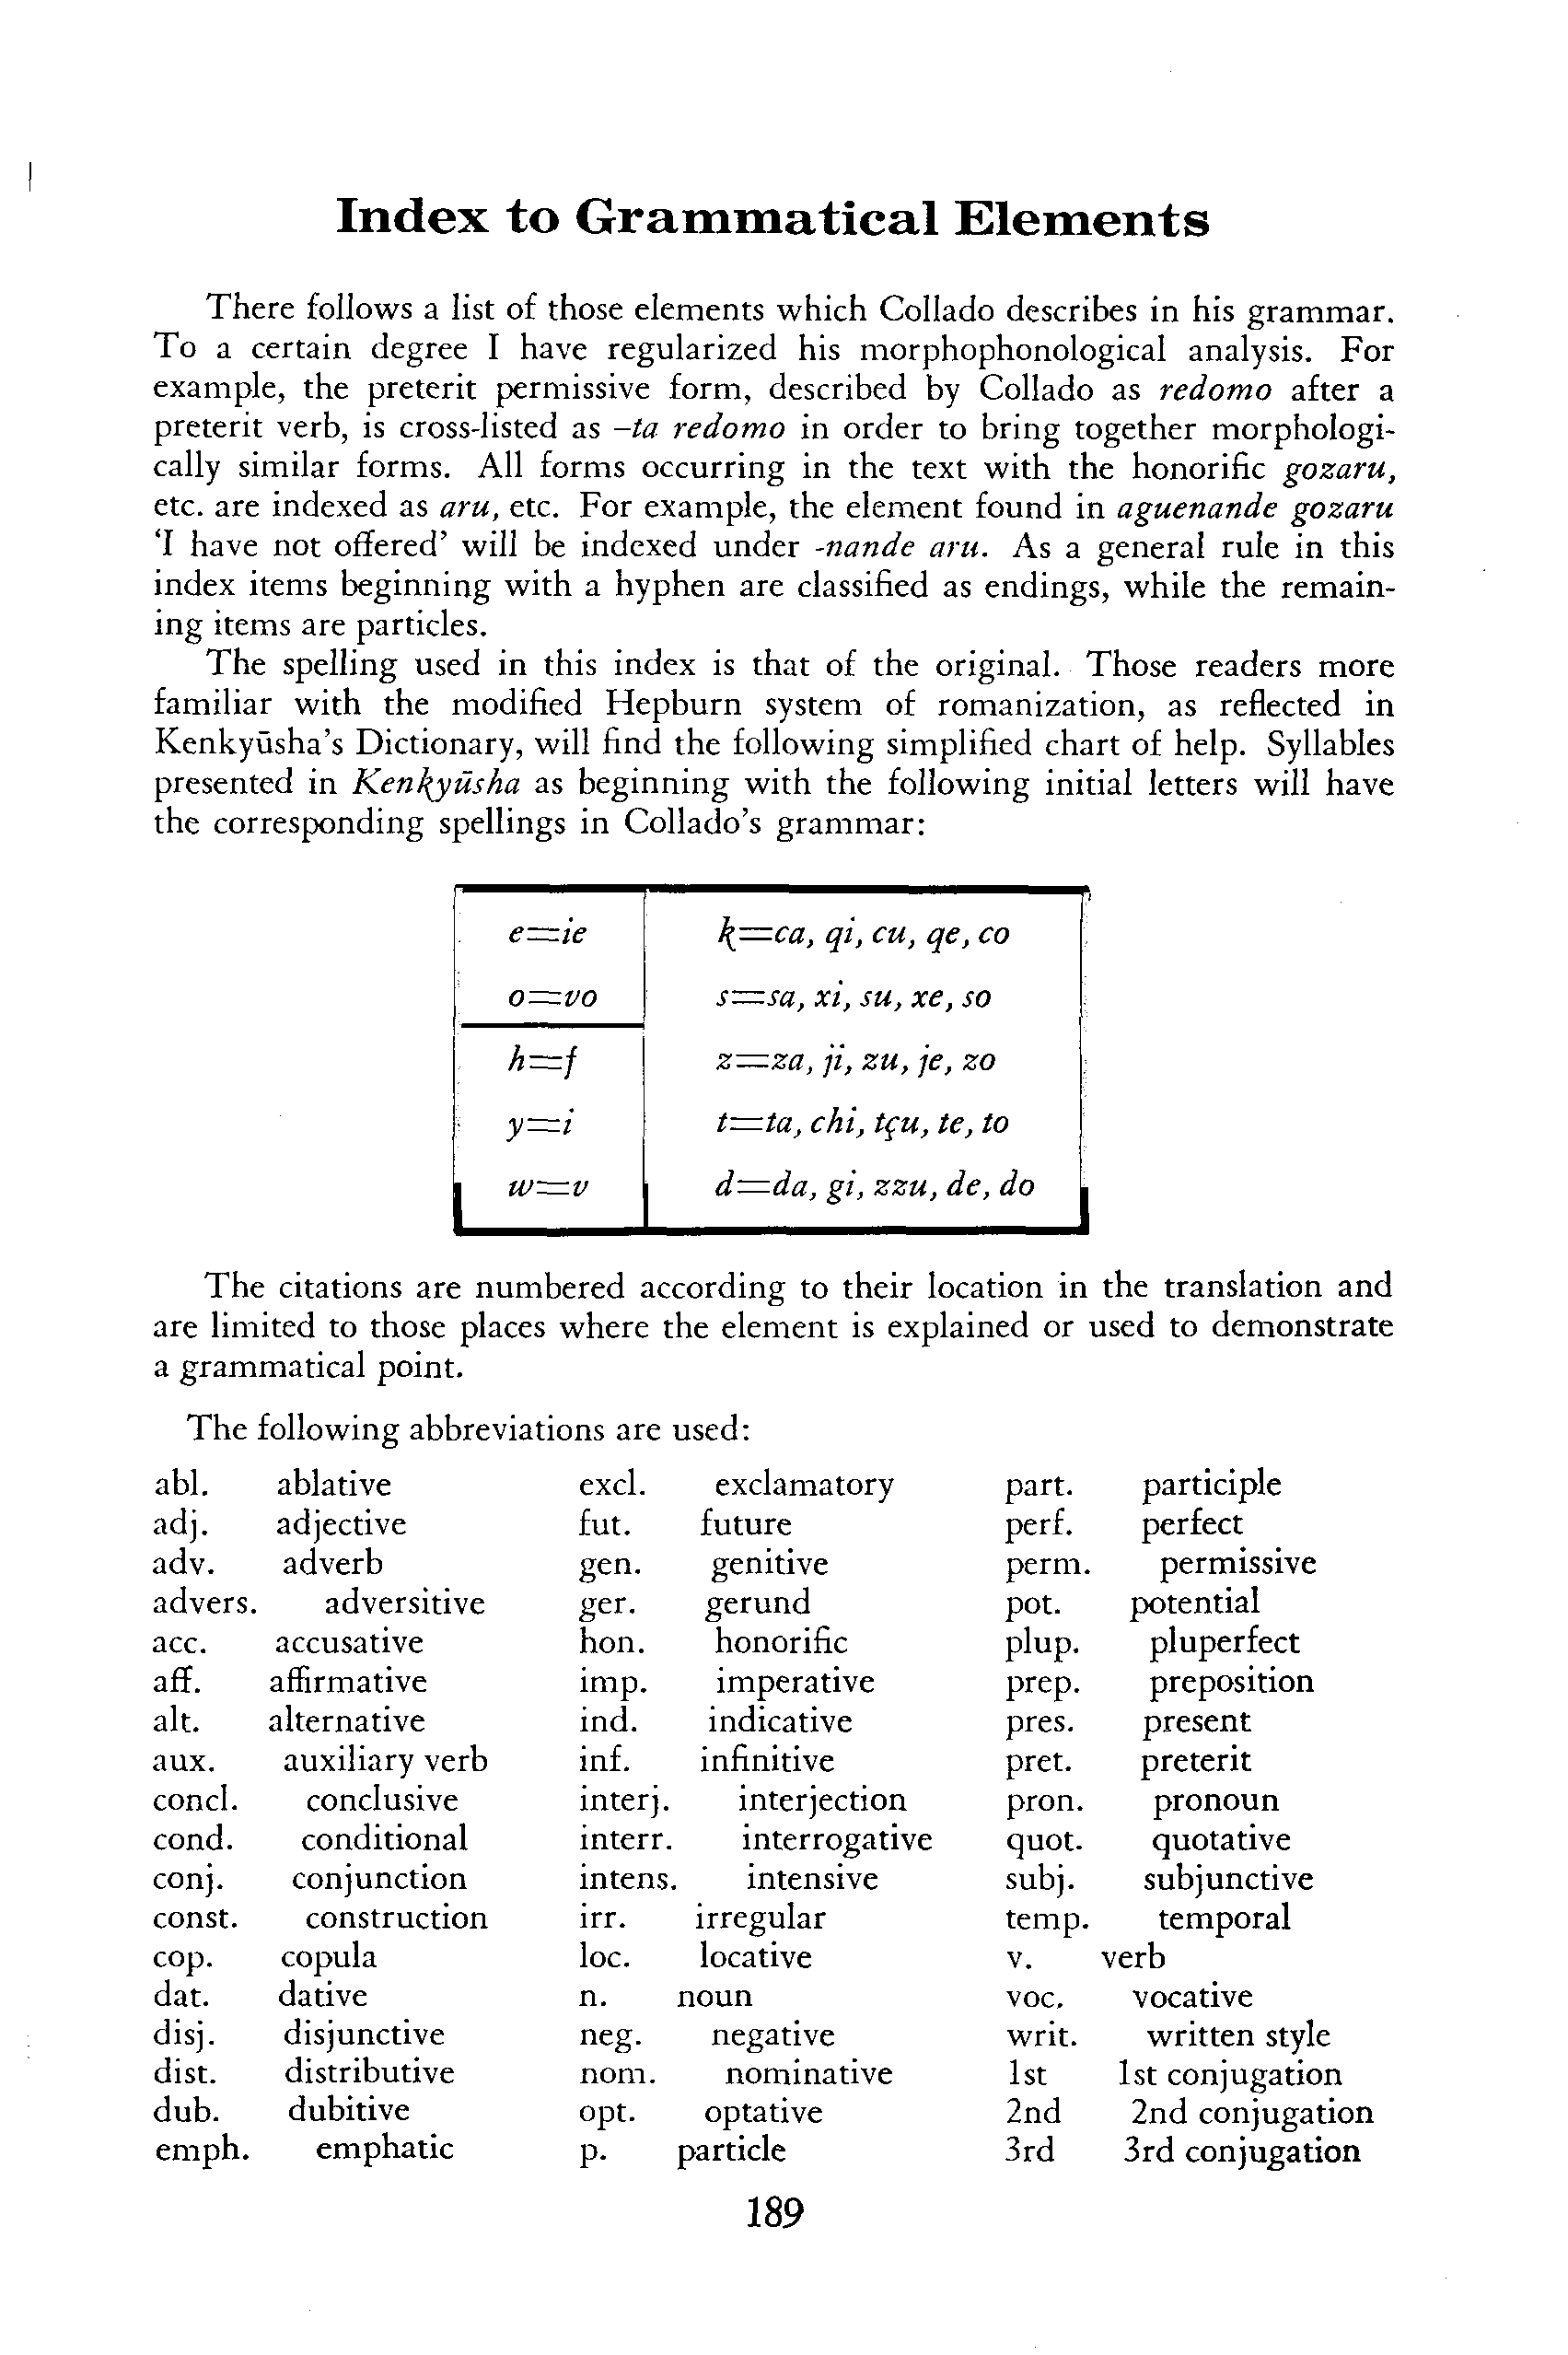 Index to Grammatical Elements
There follows a list of those elements which Collado describes in his grammar.
To a certain degree I have regularized his morphophonological analysis. For
example, the preterit permissive form, described by Collado as redomo after a
preterit verb, is cross-listed as –ta redomo in order to bring together morphologi-
cally similar forms. All forms occurring in the text with the honorific gozaru,
etc. are indexed as aru, etc. For example, the element found in aguenande gozaru
‘I have not offered’ will be indexed under -nande aru. As a general rule in this
index items beginning with a hyphen are classified as endings, while the remain-
ing items are particles.
The spelling used in this index is that of the original. Those readers more
familiar with the modified Hepburn system of romanization, as reflected in
Kenkyūsha’s Dictionary, will find the following simplified chart of help. Syllables
presented in Kenkyūsha as beginning with the following initial letters will have
the corresponding spellings in Collado’s grammar:
e=ie k=ca, qi, cu, qe, co
o=vo s=sa, xi, su, xe, so
h=f z=za, ji, zu, je, zo
y=i t=ta, chi, tçu, te, to
w=v d=da, gi, zzu, de, do
The citations are numbered according to their location in the translation and
are limited to those places where the element is explained or used to demonstrate
a grammatical point.
The following abbreviations are used:
abl. ablative excl. exclamatory part. participle
adj. adjective fut. future perf. perfect
adv. adverb gen. genitive perm. permissive
advers. adversitive ger. gerund pot. potential
acc. accusative hon. honorific plup. pluperfect
aff. affirmative imp. imperative prep. preposition
alt. alternative ind. indicative pres. present
aux. auxiliary verb inf. infinitive pret. preterit
concl. conclusive interj. interjection pron. pronoun
cond. conditional interr. interrogative quot. quotative
conj. conjunction intens. intensive subj. subjunctive
const. construction irr. irregular temp. temporal
cop. copula loc. locative v. verb
dat. dative n. noun voc. vocative
disj. disjunctive neg. negative writ. written style
dist. distributive nom. nominative 1st 1st conjugation
dub. dubitive opt. optative 2nd 2nd conjugation
emph. emphatic p. particle 3rd 3rd conjugation
189